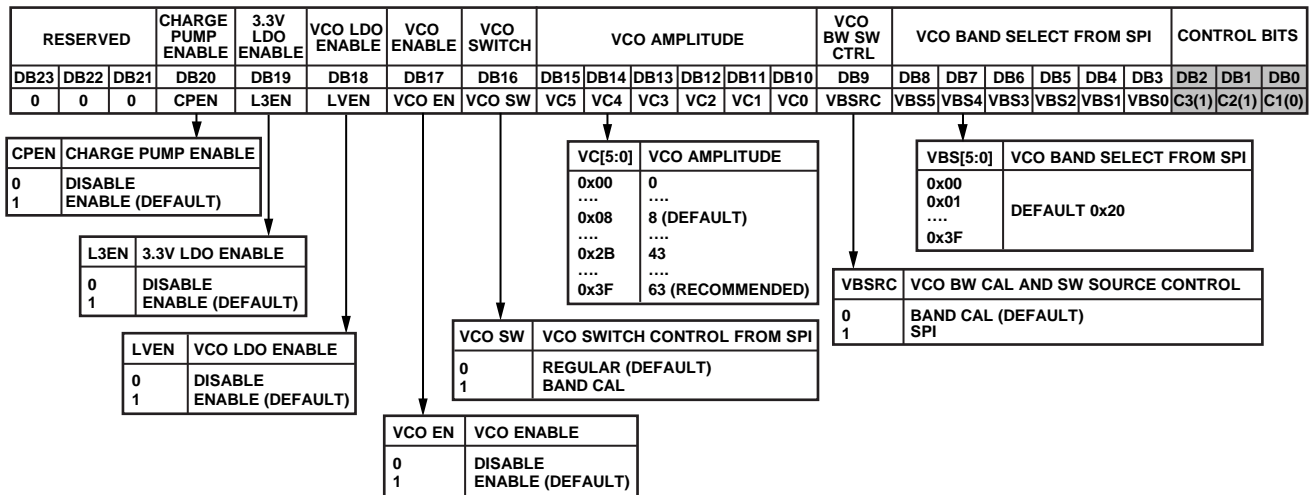 RESERVED CHARGE PUMP ENABLE 3.3V LDO ENABLE VCO LDO ENABLE VCO ENABLE VCO SWITCH VCO AMPLITUDE VCO BW SW CTRL VCO BAND SELECT FROM SPI CONTROL BITS
DB23 DB22 DB21 DB20 DB19 DB18 DB17 DB16 DB15 DB14 DB13 DB12 DB11 DB10 DB9 DB8 DB7 DB6 DB5 DB4 DB3 DB2 DB1 DB0
0 0 0 CPEN L3EN LVEN VCO EN VCO SW VC5 VC4 VC3 VC2 VC1 VC0 VBSRC VBS5 VBS4 VBS3 VBS2 VBS1 VBS0 C3(1) C2(1) C1(0)
CPEN CHARGE PUMP ENABLE
0 DISABLE
1 ENABLE (DEFAULT)
L3EN 3.3V LDO ENABLE
0 DISABLE
1 ENABLE (DEFAULT)
LVEN VCO LDO ENABLE
0 DISABLE
1 ENABLE (DEFAULT)
VCO EN VCO ENABLE
0 DISABLE
1 ENABLE (DEFAULT)
VCO SW VCO SWITCH CONTROL FROM SPI
0 REGULAR (DEFAULT)
1 BAND CAL
VC[5:0] VCO AMPLITUDE
0x00 0
.... ....
0x08 8 (DEFAULT)
.... ....
0x2B 43
.... ....
0x3F 63 (RECOMMENDED)
VBSRC VCO BW CAL AND SW SOURCE CONTROL
0 BAND CAL (DEFAULT)
1 SPI
VBS[5:0] VCO BAND SELECT FROM SPI
0x00
0x01
....
0x3F
DEFAULT 0x20